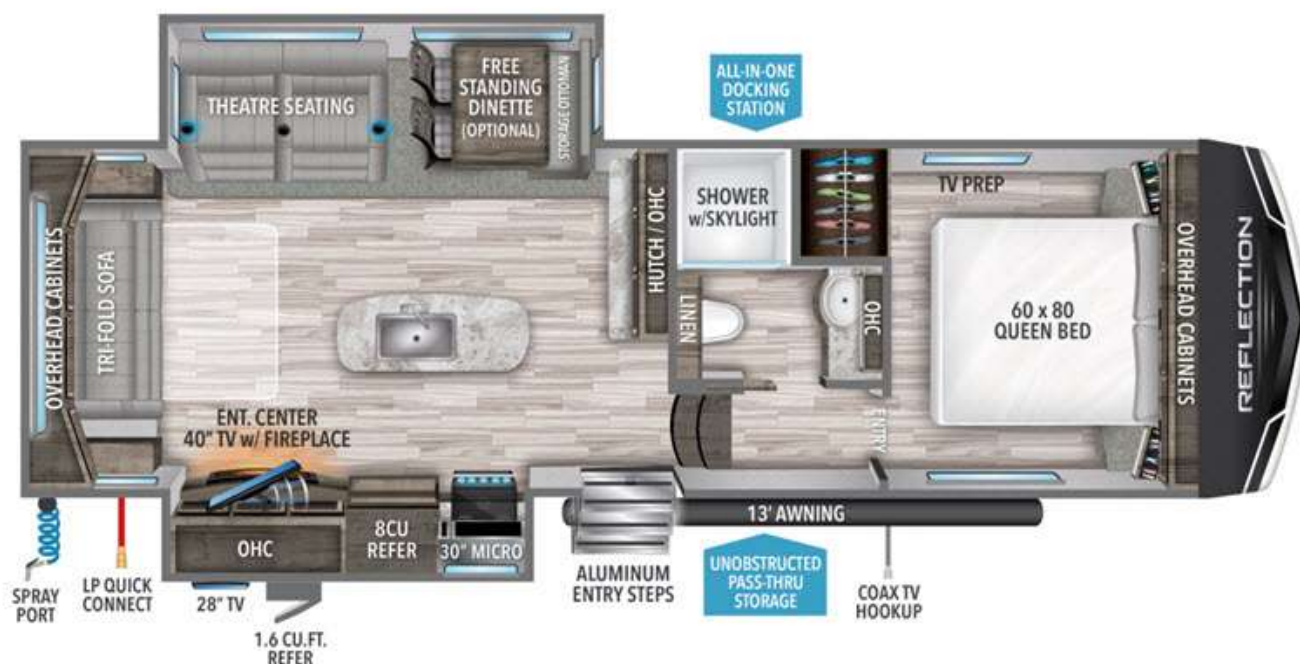 THEATRE SEATING
FREE
STANDING
DINETTE
(OPTIONAL)
STORAGE OTTOMAN
ALL-IN-ONE
DOCKING
STATION
OVERHEAD CABINETS
TRI-FOLD SOFA
HUTCH / OHC
SHOWER
w/SKYLIGHT
LINEN
OHC
TV PREP
60 x 80
QUEEN BED
OVERHEAD CABINETS
REFLECTION
ENTRY
ENT. CENTER
40" TV w/ FIREPLACE
OHC
8CU
REFER
30" MICRO
13' AWNING
SPRAY
PORT
LP QUICK
CONNECT
28" TV
1.6 CU.FT.
REFER
ALUMINUM
ENTRY STEPS
UNOBSTRUCTED
PASS-THRU
STORAGE
COAX TV
HOOKUP